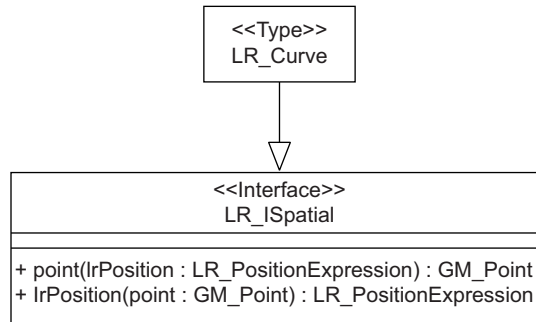 <<Type>>
LR_Curve
<<Interface>>
LR_ISpatial
+ point(lrPosition : LR_PositionExpression) : GM_Point
+ lrPosition(point : GM_Point) : LR_PositionExpression